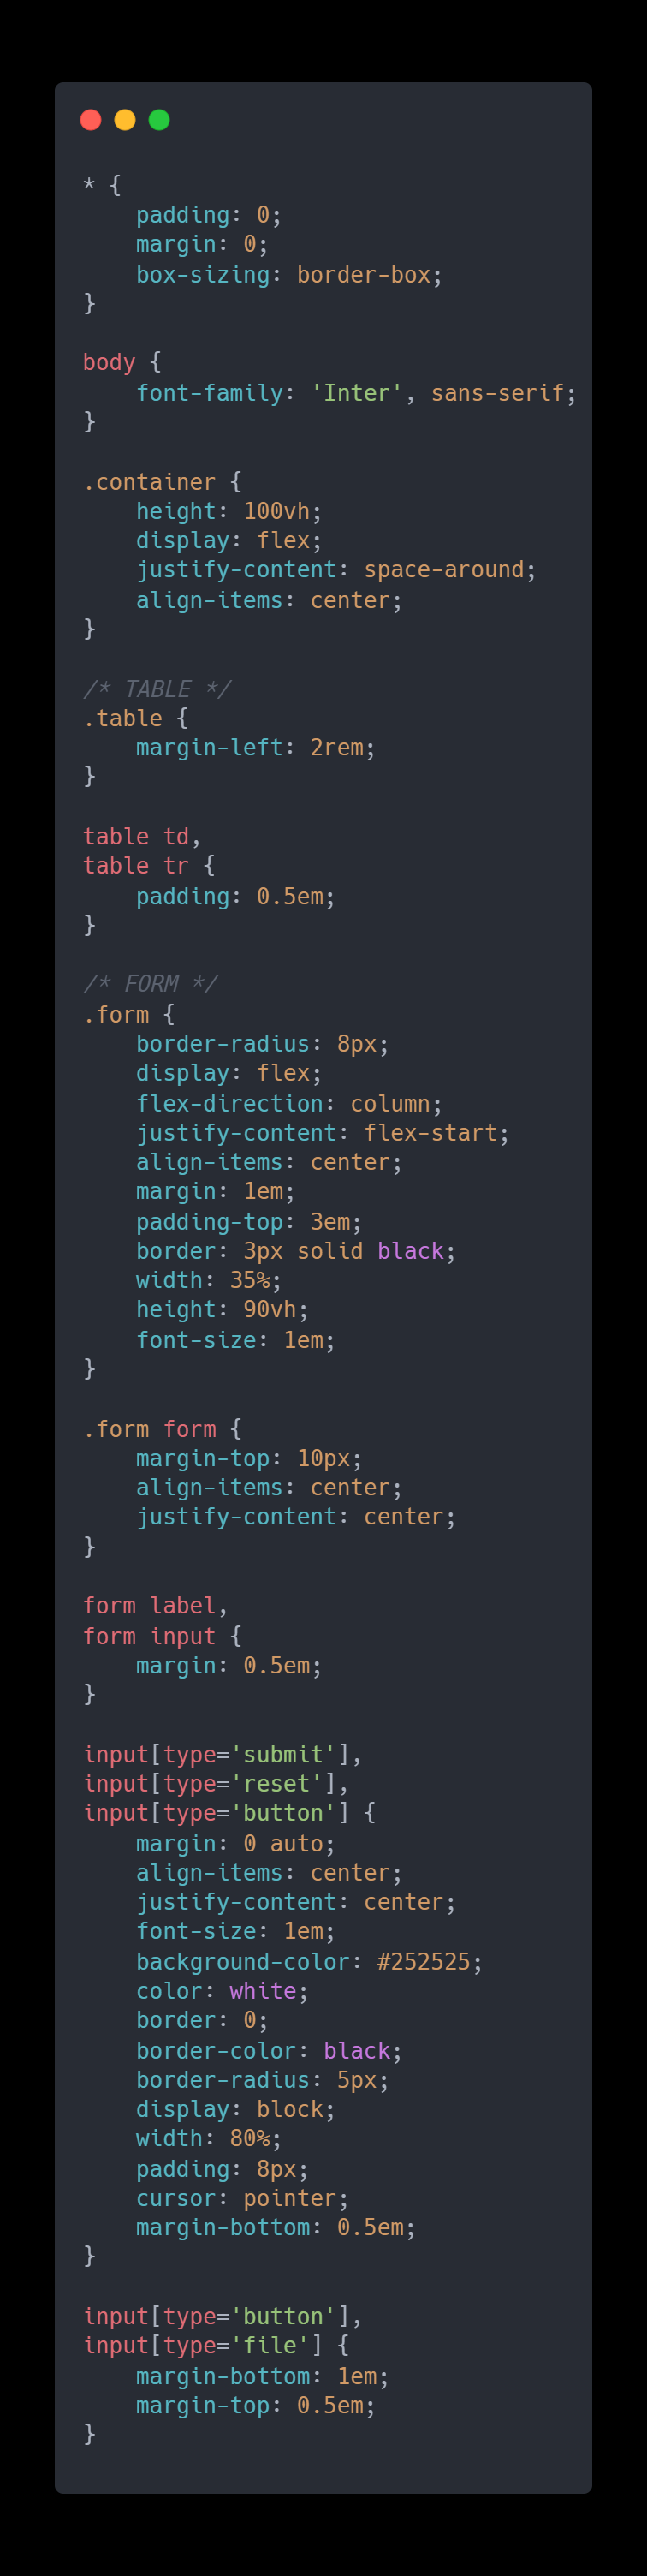 * {
    padding: 0;
    margin: 0;
    box-sizing: border-box;
}

body {
    font-family: 'Inter', sans-serif;
}

.container {
    height: 100vh;
    display: flex;
    justify-content: space-around;
    align-items: center;
}

/* TABLE */
.table {
    margin-left: 2rem;
}

table td,
table tr {
    padding: 0.5em;
}

/* FORM */
.form {
    border-radius: 8px;
    display: flex;
    flex-direction: column;
    justify-content: flex-start;
    align-items: center;
    margin: 1em;
    padding-top: 3em;
    border: 3px solid black;
    width: 35%;
    height: 90vh;
    font-size: 1em;
}

.form form {
    margin-top: 10px;
    align-items: center;
    justify-content: center;
}

form label,
form input {
    margin: 0.5em;
}

input[type='submit'],
input[type='reset'],
input[type='button'] {
    margin: 0 auto;
    align-items: center;
    justify-content: center;
    font-size: 1em;
    background-color: #252525;
    color: white;
    border: 0;
    border-color: black;
    border-radius: 5px;
    display: block;
    width: 80%;
    padding: 8px;
    cursor: pointer;
    margin-bottom: 0.5em;
}

input[type='button'],
input[type='file'] {
    margin-bottom: 1em;
    margin-top: 0.5em;
}